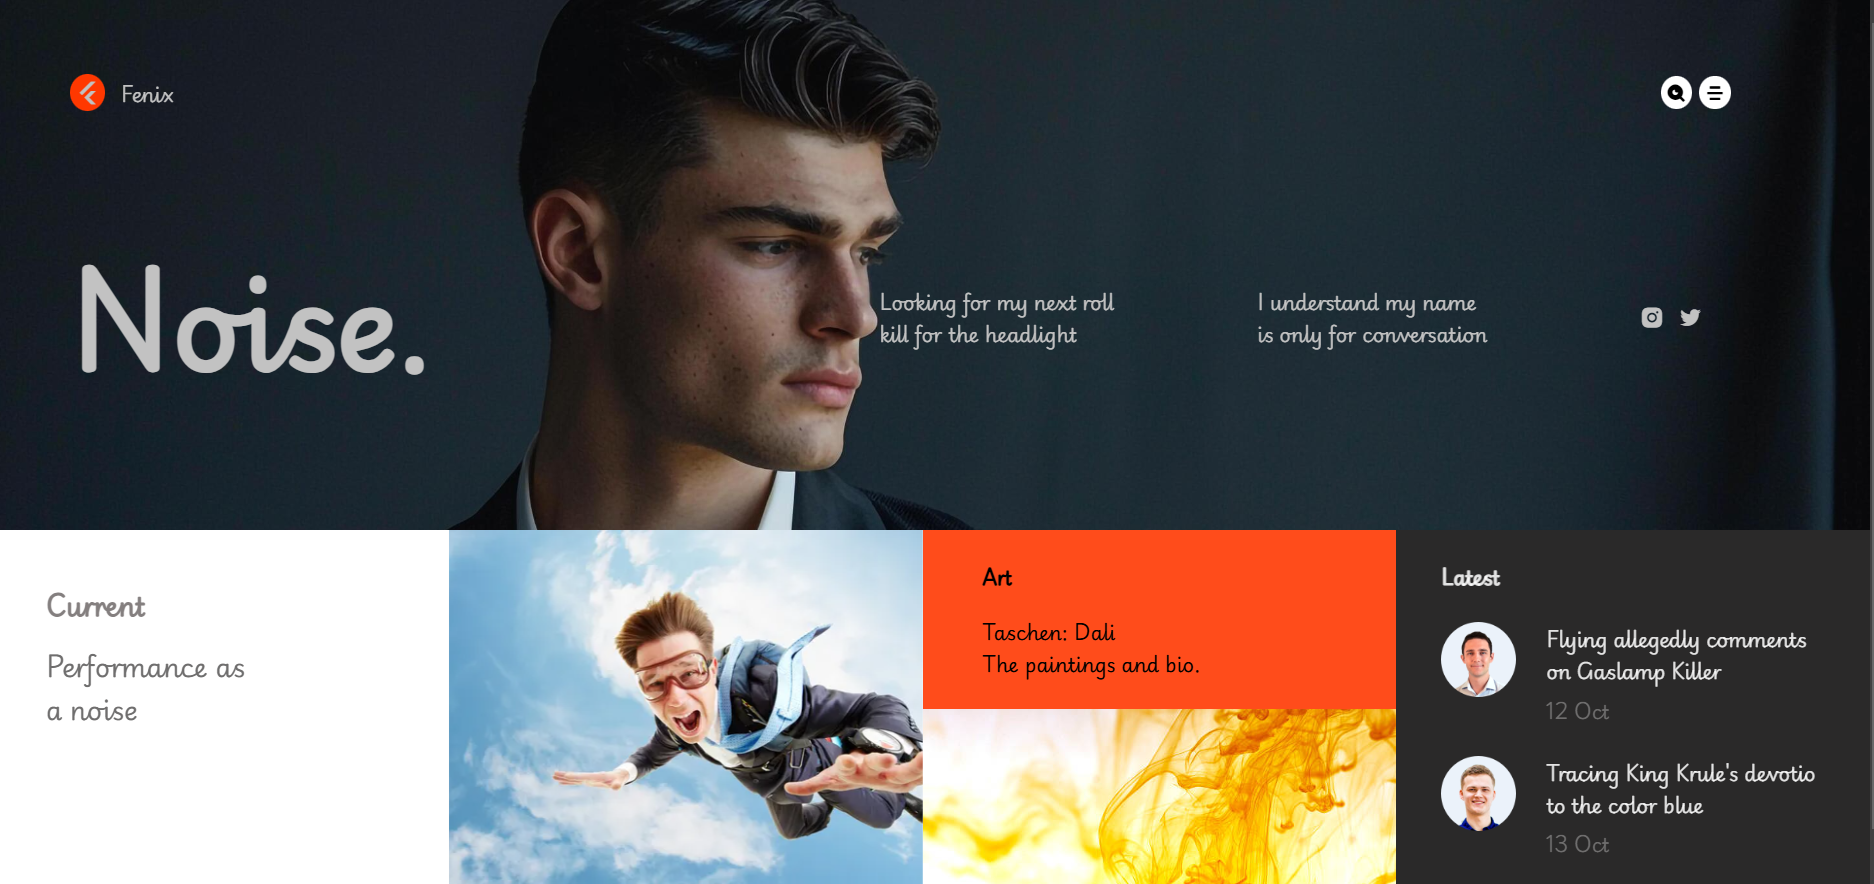 Fenix
Noise.
Looking for my next roll
kill for the headlight
I understand my name
is only for conversation
Current
Performance as
a noise
Art
Taschen: Dali
The paintings and bio.
Latest
Flying allegedly comments
on Gaslamp Killer
12 Oct
Tracing King Krule's devotio
to the color blue
13 Oct